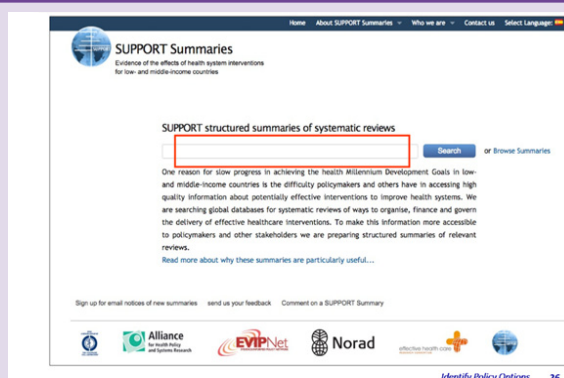 Home About SUPPORT Summaries Who we are Contact us Select Language:
SUPPORT Summaries
Evidence of the effects of health system interventions
for low- and middle-income countries
SUPPORT structured summaries of systematic reviews
Search or Browse Summaries
One reason for slow progress in achieving the health Millennium Development Goals in low-
and middle-income countries is the difficulty policymakers and others have in accessing high
quality information about potentially effective interventions to improve health systems. We
are searching global databases for systematic reviews of ways to organise, finance and govern
the delivery of effective healthcare interventions. To make this information more accessible
to policymakers and other stakeholders we are preparing structured summaries of relevant
reviews.
Read more about why these summaries are particularly useful...
Sign up for email notices of new summaries send us your feedback Comment on a SUPPORT Summary
Alliance
for Health Policy
and Systems Research
EVIPNet
Norad
effective health care
Identify Policy Options 26